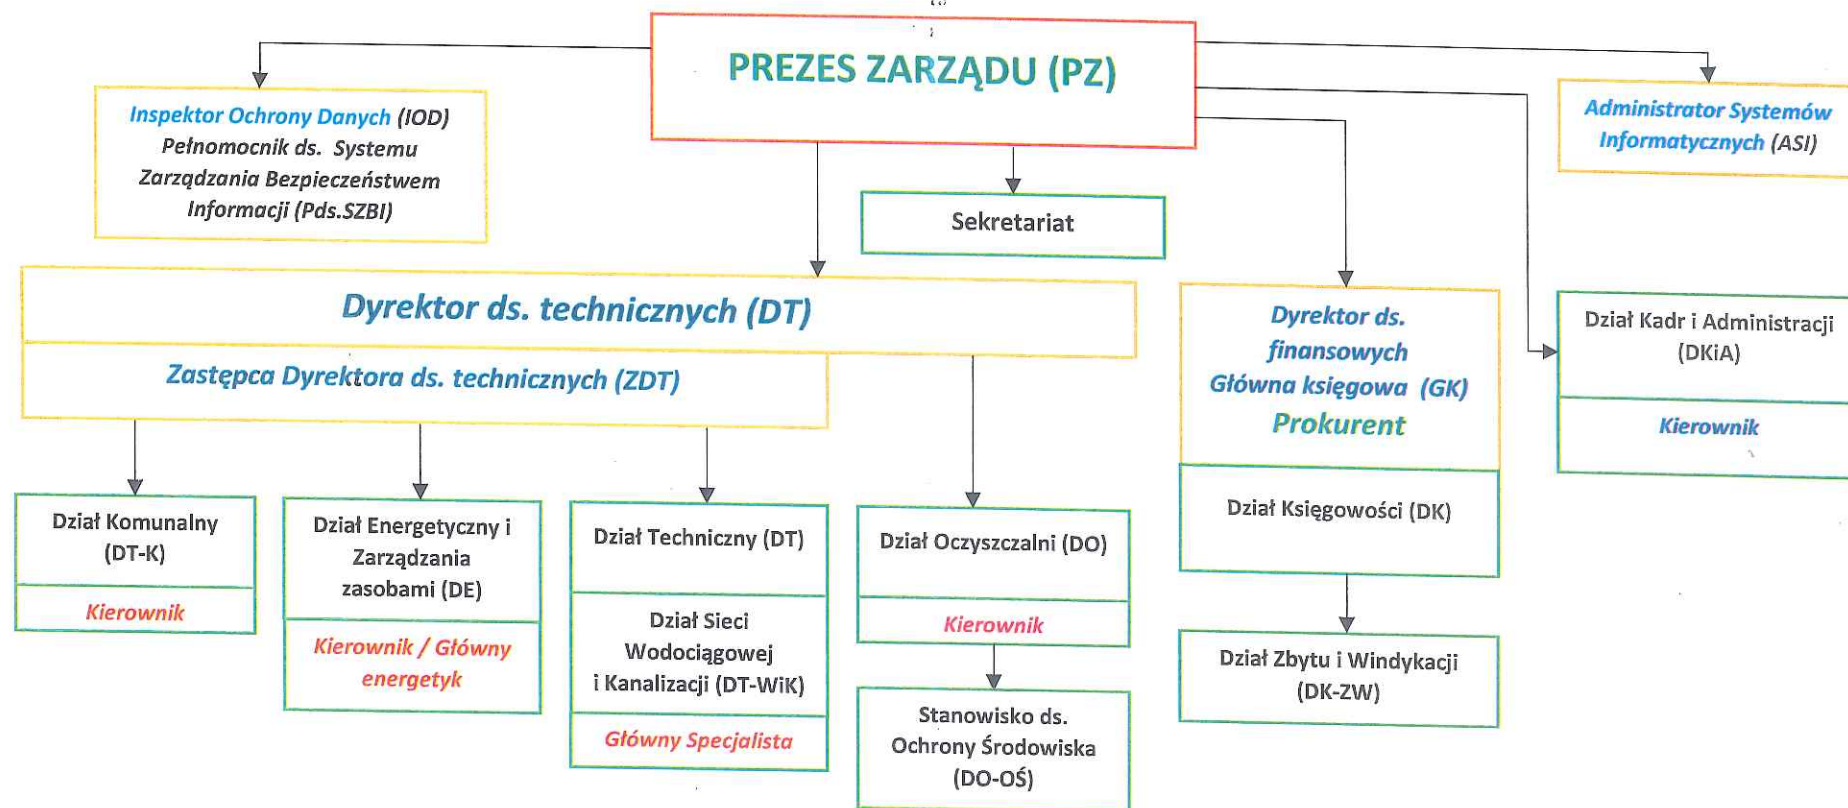 PREZES ZARZĄDU (PZ)
Inspektor Ochrony Danych (IOD)
Pełnomocnik ds. Systemu
Zarządzania Bezpieczeństwem
Informacji (Pds.SZBI)
Administrator Systemów
Informatycznych (ASI)
Sekretariat
Dyrektor ds. technicznych (DT)
Zastępca Dyrektora ds. technicznych (ZDT)
Dyrektor ds.
finansowych
Główna księgowa (GK)
Prokurent
Dział Księgowości (DK)
Dział Kadr i Administracji
(DKiA)
Kierownik
Dział Komunalny
(DT-K)
Kierownik
Dział Energetyczny i
Zarządzania
zasobami (DE)
Kierownik / Główny
energetyk
Dział Techniczny (DT)
Dział Sieci
Wodociągowej
i Kanalizacji (DT-WiK)
Główny Specjalista
Dział Oczyszczalni (DO)
Kierownik
Stanowisko ds.
Ochrony Środowiska
(DO-OŚ)
Dział Zbytu i Windykacji
(DK-ZW)